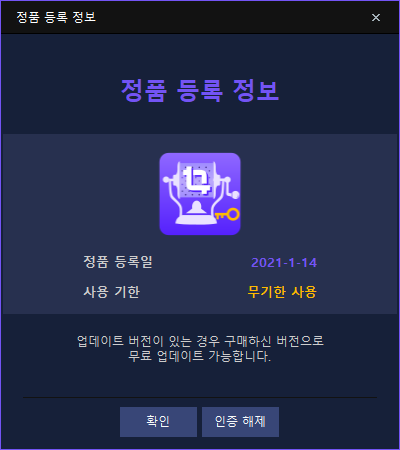 정품 등록 정보
정품 등록 정보
정품 등록일 2021-1-14
사용 기한 무기한 사용
업데이트 버전이 있는 경우 구매하신 버전으로
무료 업데이트 가능합니다.
확인 인증 해제